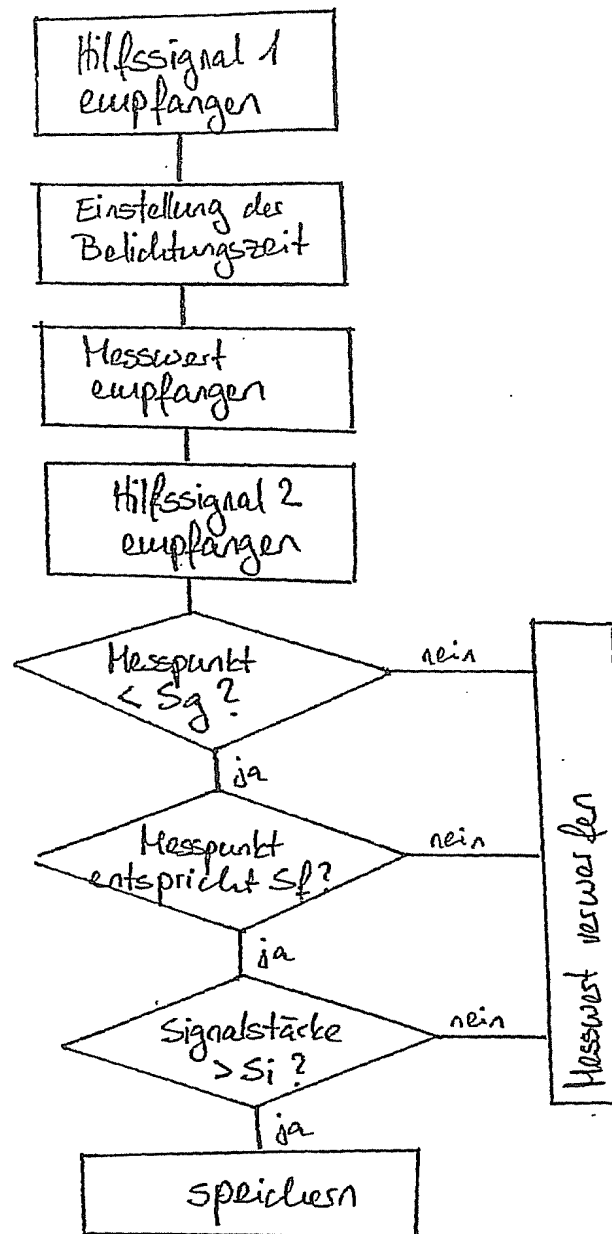 Hilfssignal 1
empfangen
Einstellung der
Belichtungszeit
Messwert
empfangen
Hilfssignal 2
empfangen
Messpunkt
< Sg ?
nein
ja
Messpunkt
entspricht Sf?
nein
ja
Signalstärke
> Si ?
nein
ja
speichern
Messwert verwerfen